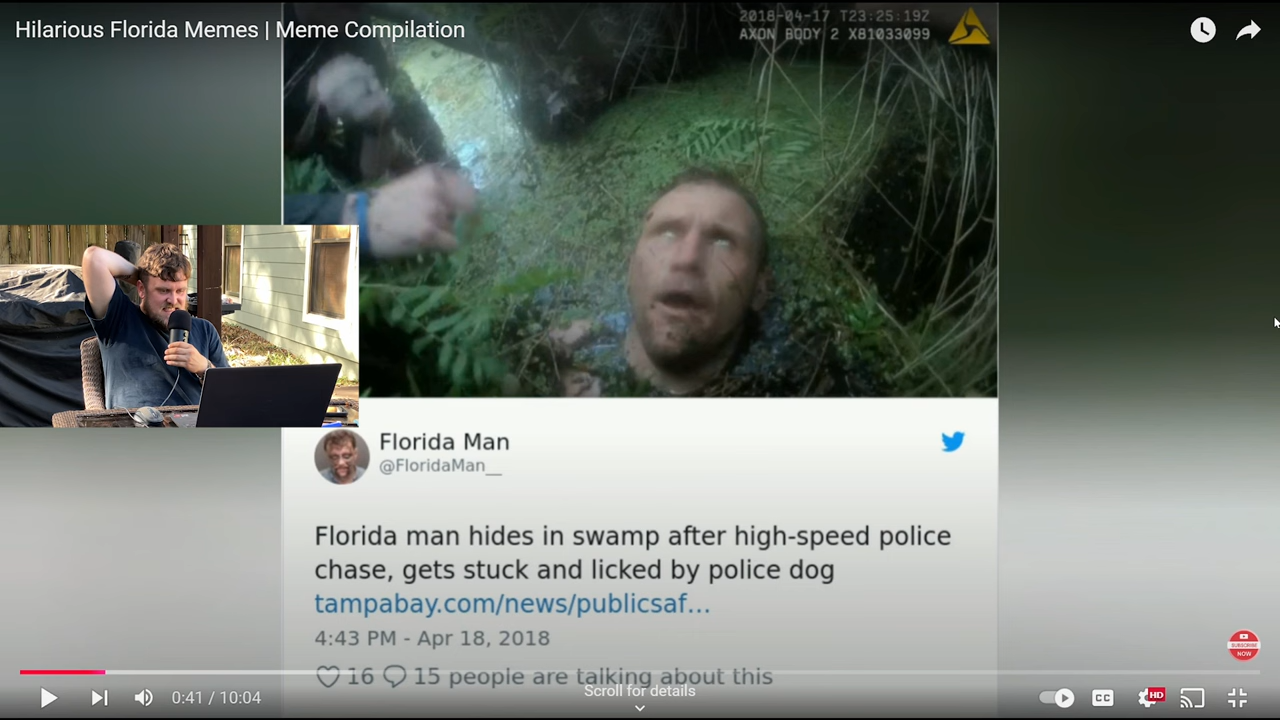 Hilarious Florida Memes | Meme Compilation
2018-04-17 T23:25:19Z
AXON BODY 2 X81033099
Florida Man
@FloridaMan__
Florida man hides in swamp after high-speed police
chase, gets stuck and licked by police dog
tampabay.com/news/publicsaf...
4:43 PM - Apr 18, 2018
16 15 people are talking about this
Scroll for details
SUBSCRIBE
NOW
0:41 / 10:04
CC
HD